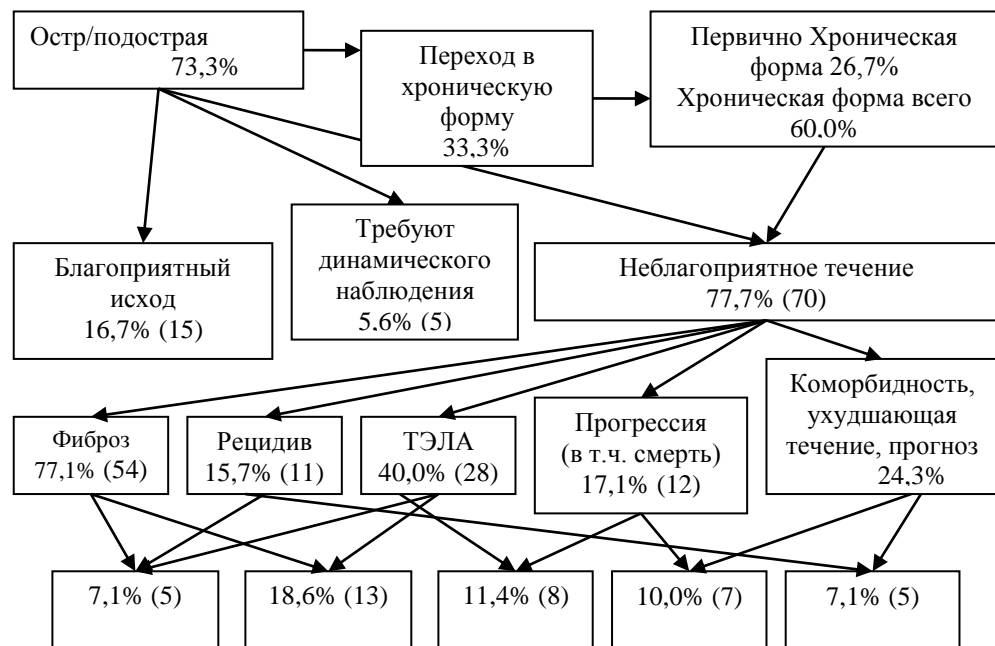 Остр/подострая
73,3%
Переход в
хроническую
форму
33,3%
Первично Хроническая
форма 26,7%
Хроническая форма всего
60,0%
Благоприятный
исход
16,7% (15)
Требуют
динамического
наблюдения
5,6% (5)
Неблагоприятное течение
77,7% (70)
Фиброз
77,1% (54)
Рецидив
15,7% (11)
ТЭЛА
40,0% (28)
Прогрессия
(в т.ч. смерть)
17,1% (12)
Коморбидность,
ухудшающая
течение, прогноз
24,3%
7,1% (5)
18,6% (13)
11,4% (8)
10,0% (7)
7,1% (5)